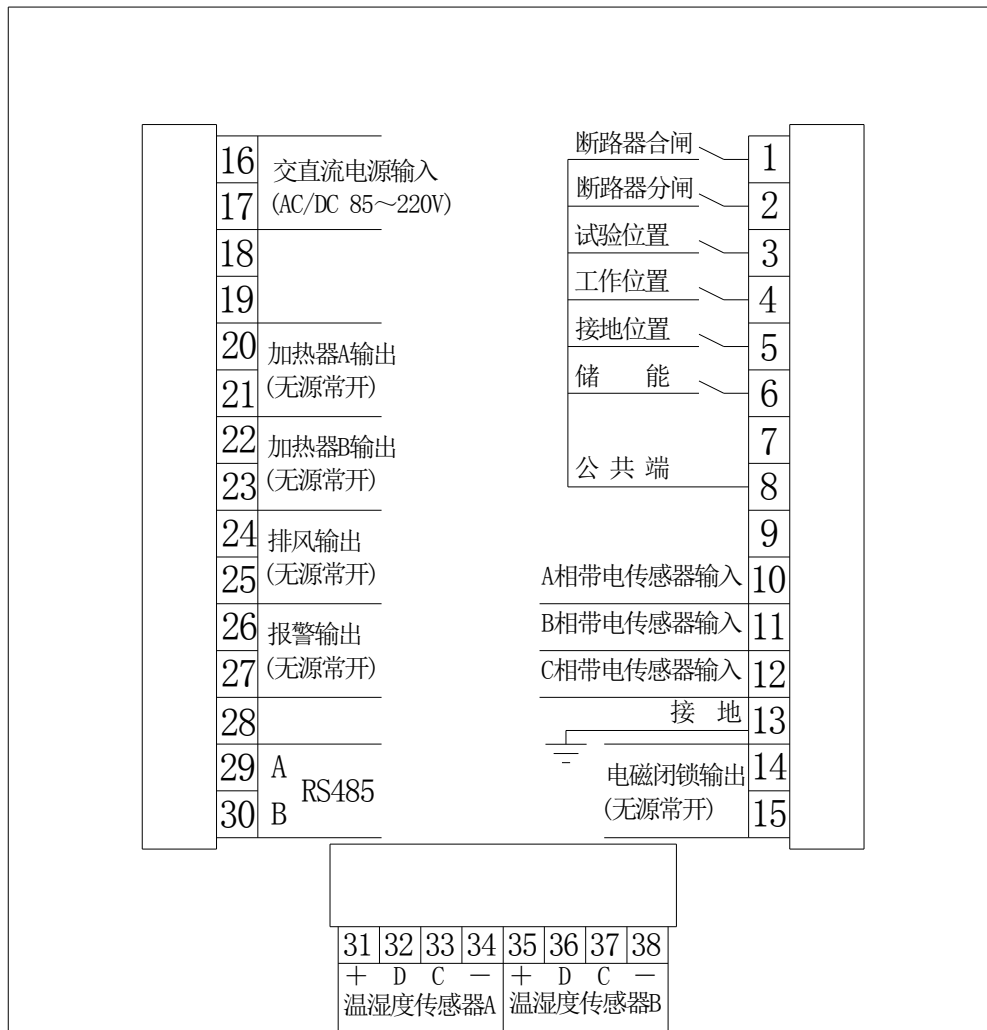 16
交直流电源输入
17
(AC/DC 85～220V)
18
19
20
加热器A输出
21
(无源常开)
22
加热器B输出
23
(无源常开)
24
排风输出
25
(无源常开)
26
报警输出
27
(无源常开)
28
29
A
RS485
30
B
断路器合闸
1
断路器分闸
2
试验位置
3
工作位置
4
接地位置
5
储 能
6
7
公 共 端
8
9
A相带电传感器输入
10
B相带电传感器输入
11
C相带电传感器输入
12
接 地
13
电磁闭锁输出
14
(无源常开)
15
31 32 33 34 35 36 37 38
＋ D C － ＋ D C －
温湿度传感器A 温湿度传感器B